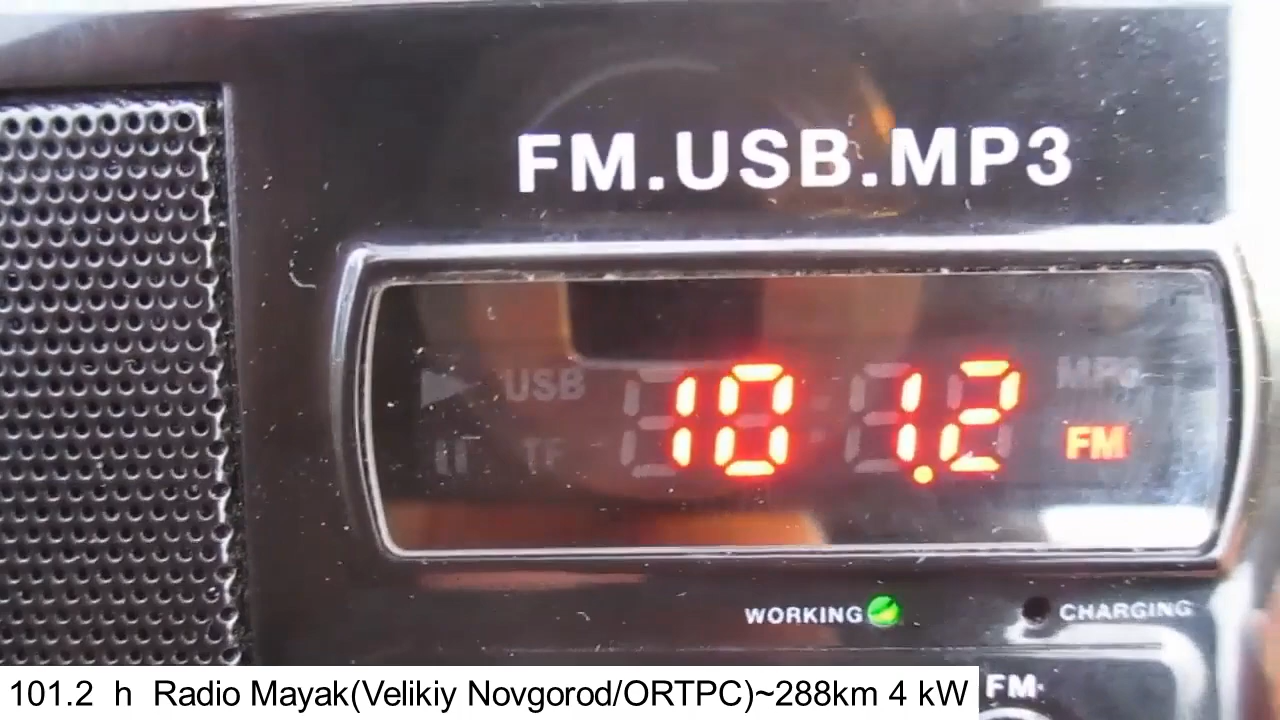 FM.USB.MP3
USB MP3
101.2 FM
TF
WORKING CHARGING
FM
101.2 h Radio Mayak(Velikiy Novgorod/ORTPC)~288km 4 kW